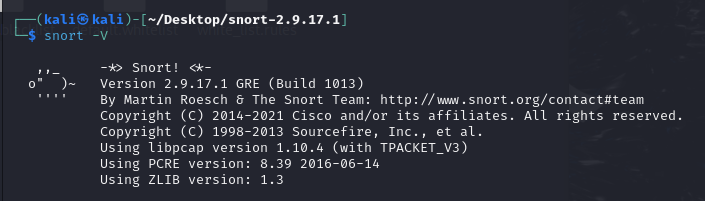 ┌──(kali㉿kali)-[~/Desktop/snort-2.9.17.1]
└─$ snort -V

   ,,_     -*> Snort! <*-
  o"  )~   Version 2.9.17.1 GRE (Build 1013)
   ''''    By Martin Roesch & The Snort Team: http://www.snort.org/contact#team
           Copyright (C) 2014-2021 Cisco and/or its affiliates. All rights reserved.
           Copyright (C) 1998-2013 Sourcefire, Inc., et al.
           Using libpcap version 1.10.4 (with TPACKET_V3)
           Using PCRE version: 8.39 2016-06-14
           Using ZLIB version: 1.3